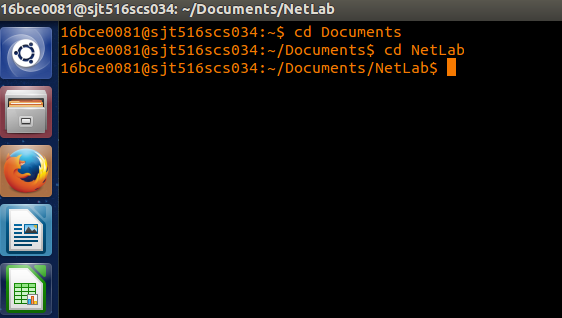 16bce0081@sjt516scs034: ~/Documents/NetLab
16bce0081@sjt516scs034:~$ cd Documents
16bce0081@sjt516scs034:~/Documents$ cd NetLab
16bce0081@sjt516scs034:~/Documents/NetLab$